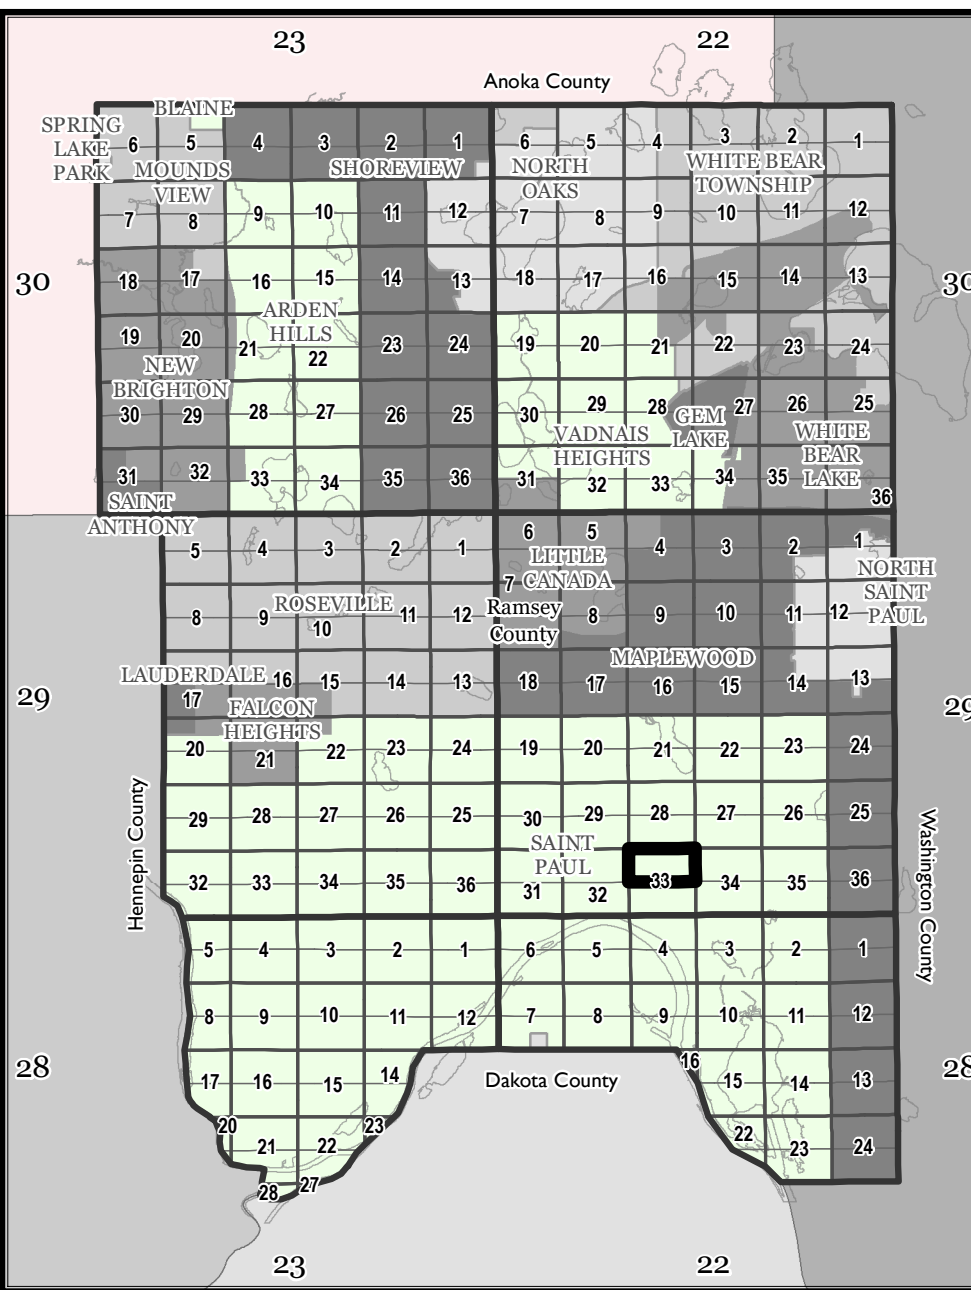 23 22
Anoka County
BLAINE
SPRING
LAKE
PARK
6 5 4 3 2 1 6 5 4 3 2 1
MOUNDS
VIEW
SHOREVIEW
NORTH
OAKS
WHITE BEAR
TOWNSHIP
7 8 9 10 11 12 7 8 9 10 11 12
30 18 17 16 15 14 13 18 17 16 15 14 13 30
ARDEN
HILLS
19 20 21 22 23 24 19 20 21 22 23 24
NEW
BRIGHTON
30 29 28 27 26 25 30 29 28 27 26 25
GEM
LAKE
VADNAIS
HEIGHTS
WHITE
BEAR
LAKE
31 32 33 34 35 36 31 32 33 34 35 36
SAINT
ANTHONY
5 4 3 2 1 6 5 4 3 2 1
LITTLE
CANADA
NORTH
SAINT
PAUL
8 9 10 11 12 7 8 9 10 11 12
ROSEVILLE
Ramsey
County
MAPLEWOOD
LAUDERDALE
29 17 16 15 14 13 18 17 16 15 14 13 29
FALCON
HEIGHTS
20 21 22 23 24 19 20 21 22 23 24
29 28 27 26 25 30 29 28 27 26 25
SAINT
PAUL
32 33 34 35 36 31 32 33 34 35 36
Hennepin County
Washington County
5 4 3 2 1 6 5 4 3 2 1
8 9 10 11 12 7 8 9 10 11 12
28 17 16 15 14 16 15 14 13 28
Dakota County
20 21 22 23 22 23 24
28 27
23 22